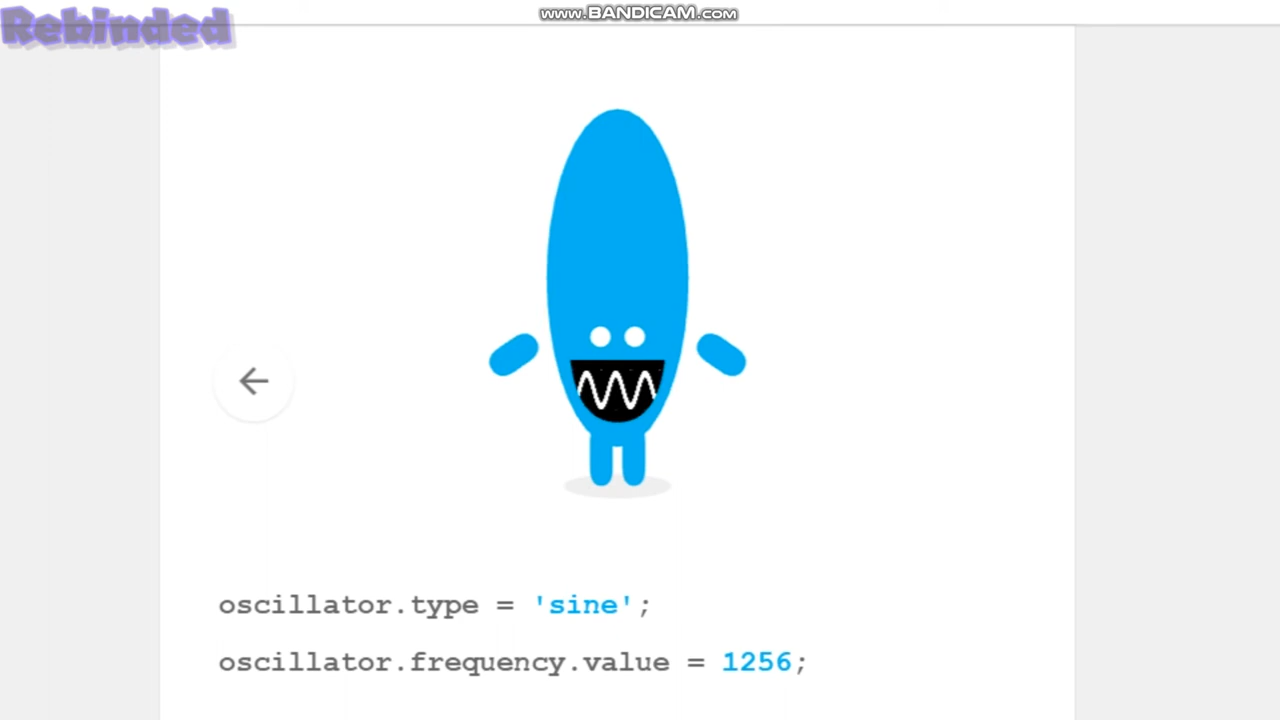 Rebinded
www.BANDICAM.com
oscillator.type = 'sine';
oscillator.frequency.value = 1256;